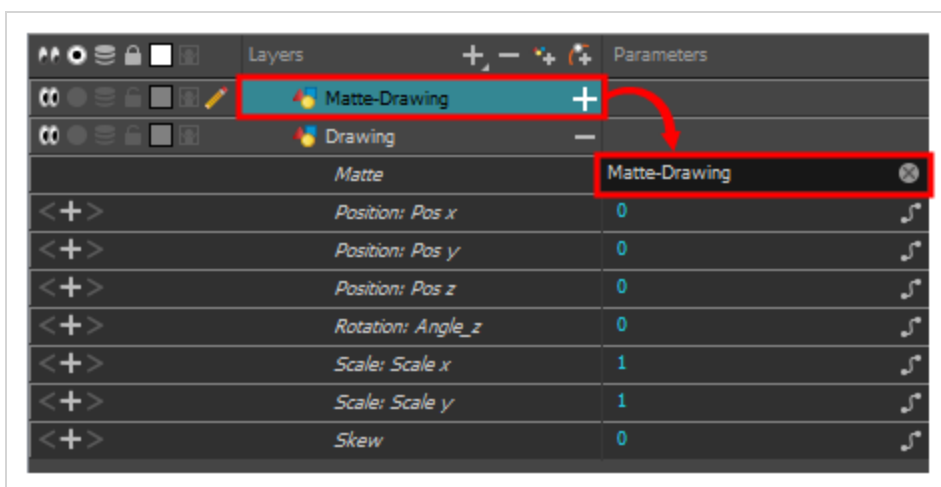 Layers Parameters
Matte-Drawing
Drawing
Matte Matte-Drawing
Position: Pos x 0
Position: Pos y 0
Position: Pos z 0
Rotation: Angle_z 0
Scale: Scale x 1
Scale: Scale y 1
Skew 0